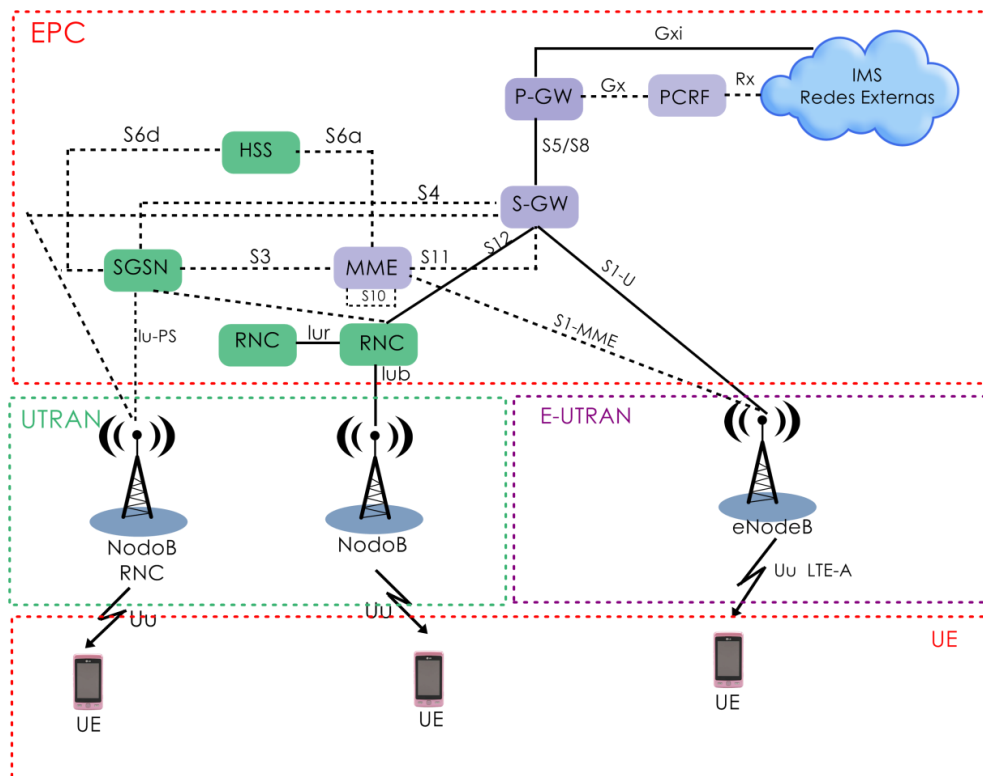 EPC
Gxi
IMS
Redes Externas
P-GW
Gx
PCRF
Rx
S6d
HSS
S6a
S5/S8
S4
S-GW
S12
SGSN
S3
MME
S11
S10
S1-U
S1-MME
Iu-PS
RNC
Iur
RNC
Iub
UTRAN
E-UTRAN
NodoB
RNC
NodoB
eNodeB
Uu LTE-A
Uu
Uu
UE
UE
UE
UE